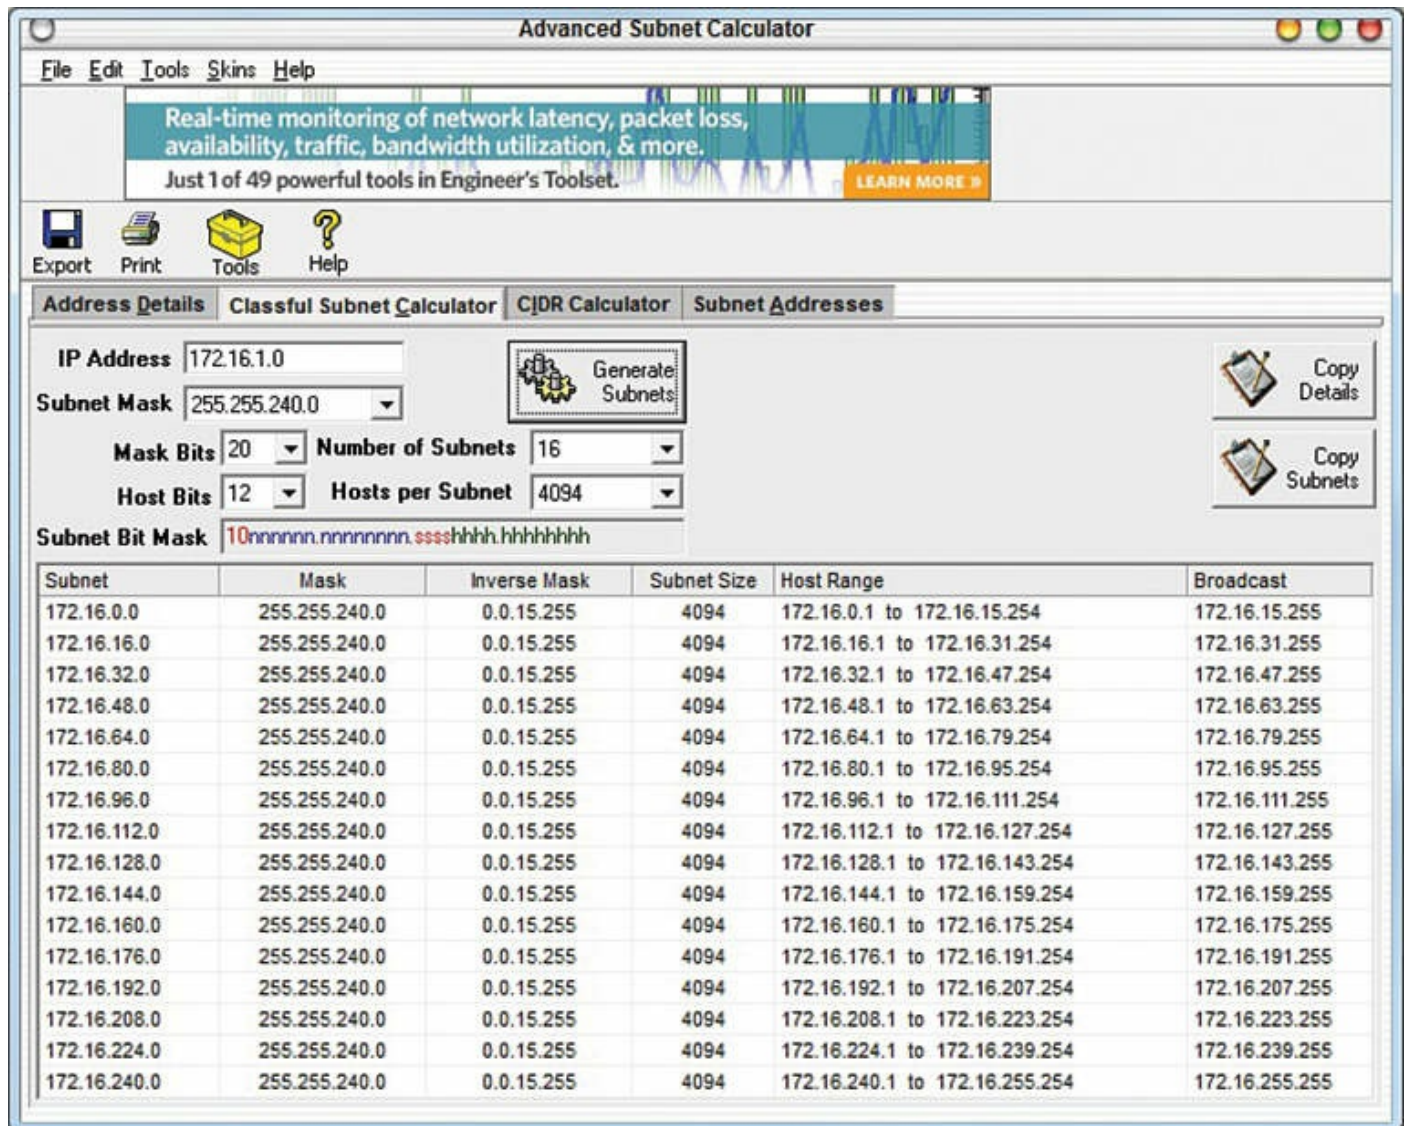 Advanced Subnet Calculator
File Edit Tools Skins Help
Real-time monitoring of network latency, packet loss,
availability, traffic, bandwidth utilization, & more.
Just 1 of 49 powerful tools in Engineer's Toolset.
LEARN MORE »
Export Print Tools Help
Address Details Classful Subnet Calculator CIDR Calculator Subnet Addresses
IP Address 172.16.1.0
Generate Subnets
Copy Details
Subnet Mask 255.255.240.0
Mask Bits 20 Number of Subnets 16
Copy Subnets
Host Bits 12 Hosts per Subnet 4094
Subnet Bit Mask 10nnnnnn.nnnnnnnn.sssshhhh.hhhhhhhh
Subnet Mask Inverse Mask Subnet Size Host Range Broadcast
172.16.0.0 255.255.240.0 0.0.15.255 4094 172.16.0.1 to 172.16.15.254 172.16.15.255
172.16.16.0 255.255.240.0 0.0.15.255 4094 172.16.16.1 to 172.16.31.254 172.16.31.255
172.16.32.0 255.255.240.0 0.0.15.255 4094 172.16.32.1 to 172.16.47.254 172.16.47.255
172.16.48.0 255.255.240.0 0.0.15.255 4094 172.16.48.1 to 172.16.63.254 172.16.63.255
172.16.64.0 255.255.240.0 0.0.15.255 4094 172.16.64.1 to 172.16.79.254 172.16.79.255
172.16.80.0 255.255.240.0 0.0.15.255 4094 172.16.80.1 to 172.16.95.254 172.16.95.255
172.16.96.0 255.255.240.0 0.0.15.255 4094 172.16.96.1 to 172.16.111.254 172.16.111.255
172.16.112.0 255.255.240.0 0.0.15.255 4094 172.16.112.1 to 172.16.127.254 172.16.127.255
172.16.128.0 255.255.240.0 0.0.15.255 4094 172.16.128.1 to 172.16.143.254 172.16.143.255
172.16.144.0 255.255.240.0 0.0.15.255 4094 172.16.144.1 to 172.16.159.254 172.16.159.255
172.16.160.0 255.255.240.0 0.0.15.255 4094 172.16.160.1 to 172.16.175.254 172.16.175.255
172.16.176.0 255.255.240.0 0.0.15.255 4094 172.16.176.1 to 172.16.191.254 172.16.191.255
172.16.192.0 255.255.240.0 0.0.15.255 4094 172.16.192.1 to 172.16.207.254 172.16.207.255
172.16.208.0 255.255.240.0 0.0.15.255 4094 172.16.208.1 to 172.16.223.254 172.16.223.255
172.16.224.0 255.255.240.0 0.0.15.255 4094 172.16.224.1 to 172.16.239.254 172.16.239.255
172.16.240.0 255.255.240.0 0.0.15.255 4094 172.16.240.1 to 172.16.255.254 172.16.255.255